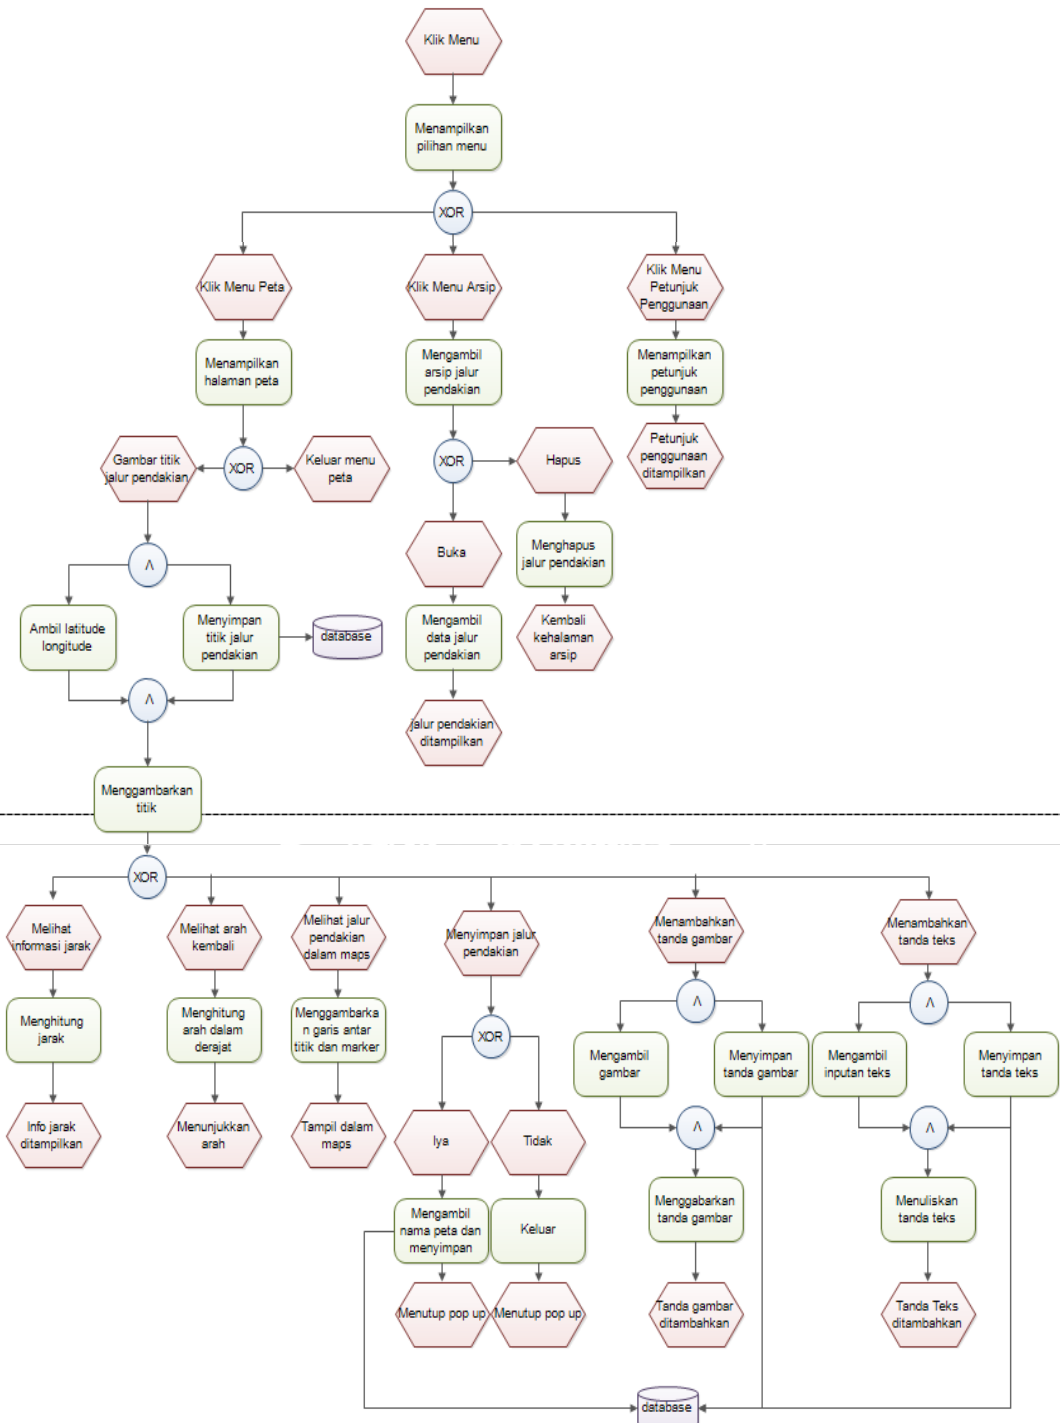 Klik Menu
Menampilkan
pilihan menu
XOR
Klik Menu Peta
Klik Menu Arsip
Klik Menu
Petunjuk
Penggunaan
Menampilkan
halaman peta
Mengambil
arsip jalur
pendakian
Menampilkan
petunjuk
penggunaan
Gambar titik
jalur pendakian
XOR
Keluar menu
peta
XOR
Hapus
Petunjuk
penggunaan
ditampilkan
Λ
Buka
Menghapus
jalur pendakian
Ambil latitude
longitude
Menyimpan
titik jalur
pendakian
database
Mengambil
data jalur
pendakian
Kembali
kehalaman
arsip
Λ
jalur pendakian
ditampilkan
Menggambarkan
titik
XOR
Melihat
informasi jarak
Melihat arah
kembali
Melihat jalur
pendakian
dalam maps
Menyimpan jalur
pendakian
Menambahkan
tanda gambar
Menambahkan
tanda teks
Menghitung
jarak
Menghitung
arah dalam
derajat
Menggambarka
n garis antar
titik dan marker
XOR
Λ
Λ
Mengambil
gambar
Menyimpan
tanda gambar
Mengambil
inputan teks
Menyimpan
tanda teks
Info jarak
ditampilkan
Menunjukkan
arah
Tampil dalam
maps
Iya
Tidak
Λ
Λ
Mengambil
nama peta dan
menyimpan
Keluar
Menggabarkan
tanda gambar
Menuliskan
tanda teks
Menutup pop up
Menutup pop up
Tanda gambar
ditambahkan
Tanda Teks
ditambahkan
database